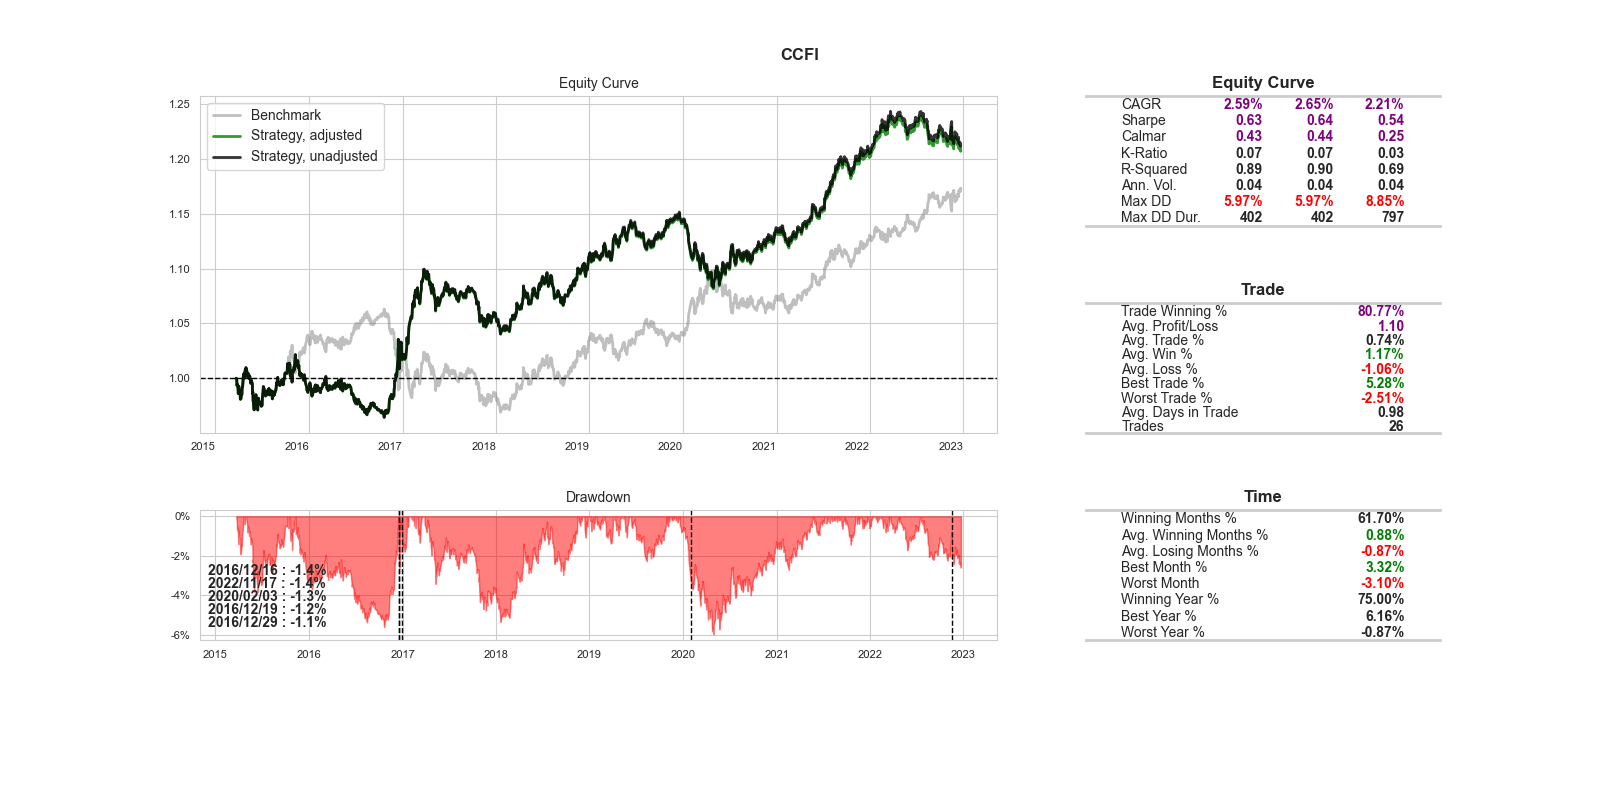 CCFI
Equity Curve
1.25
1.20
1.15
1.10
1.05
1.00
Benchmark
Strategy, adjusted
Strategy, unadjusted
2015 2016 2017 2018 2019 2020 2021 2022 2023
Drawdown
0%
-2%
-4%
-6%
2016/12/16 : -1.4%
2022/11/17 : -1.4%
2020/02/03 : -1.3%
2016/12/19 : -1.2%
2016/12/29 : -1.1%
2015 2016 2017 2018 2019 2020 2021 2022 2023
Equity Curve
CAGR 2.59% 2.65% 2.21%
Sharpe 0.63 0.64 0.54
Calmar 0.43 0.44 0.25
K-Ratio 0.07 0.07 0.03
R-Squared 0.89 0.90 0.69
Ann. Vol. 0.04 0.04 0.04
Max DD 5.97% 5.97% 8.85%
Max DD Dur. 402 402 797
Trade
Trade Winning % 80.77%
Avg. Profit/Loss 1.10
Avg. Trade % 0.74%
Avg. Win % 1.17%
Avg. Loss % -1.06%
Best Trade % 5.28%
Worst Trade % -2.51%
Avg. Days in Trade 0.98
Trades 26
Time
Winning Months % 61.70%
Avg. Winning Months % 0.88%
Avg. Losing Months % -0.87%
Best Month % 3.32%
Worst Month -3.10%
Winning Year % 75.00%
Best Year % 6.16%
Worst Year % -0.87%